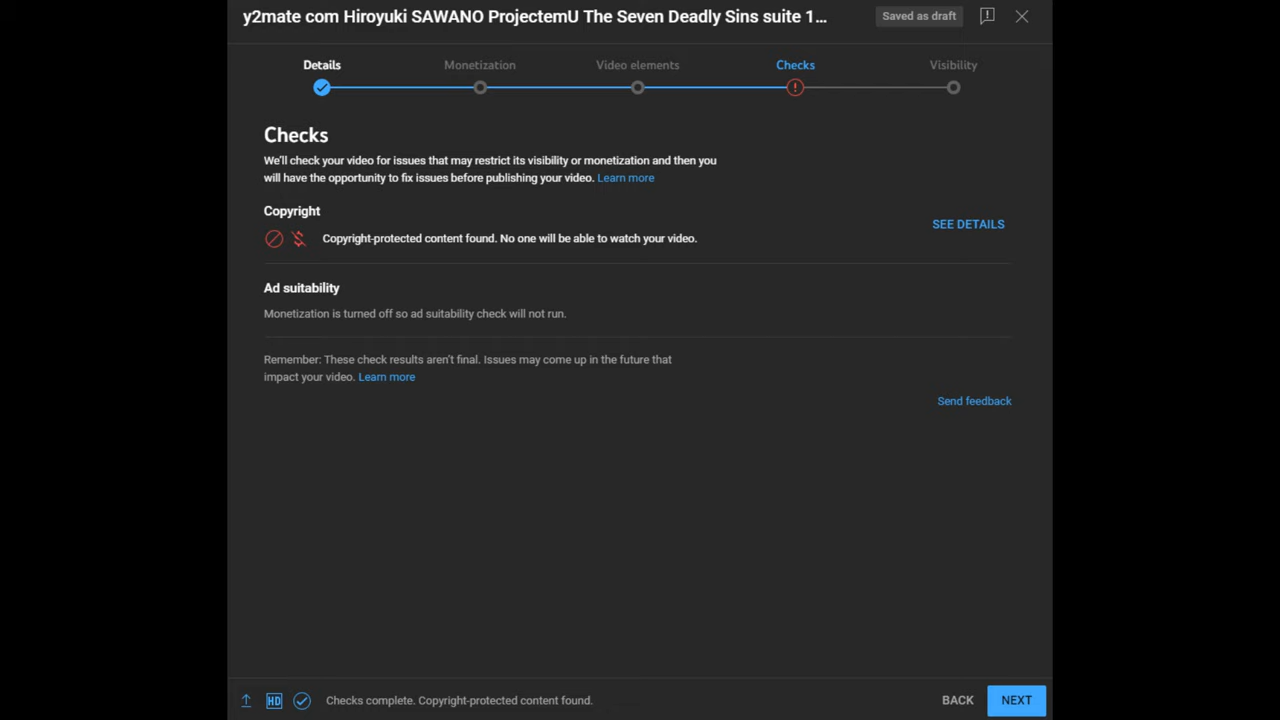 y2mate com Hiroyuki SAWANO ProjectemU The Seven Deadly Sins suite 1...
Saved as draft
Details
Monetization
Video elements
Checks
Visibility
Checks
We'll check your video for issues that may restrict its visibility or monetization and then you
will have the opportunity to fix issues before publishing your video. Learn more
Copyright
SEE DETAILS
Copyright-protected content found. No one will be able to watch your video.
Ad suitability
Monetization is turned off so ad suitability check will not run.
Remember: These check results aren't final. Issues may come up in the future that
impact your video. Learn more
Send feedback
HD
Checks complete. Copyright-protected content found.
BACK
NEXT